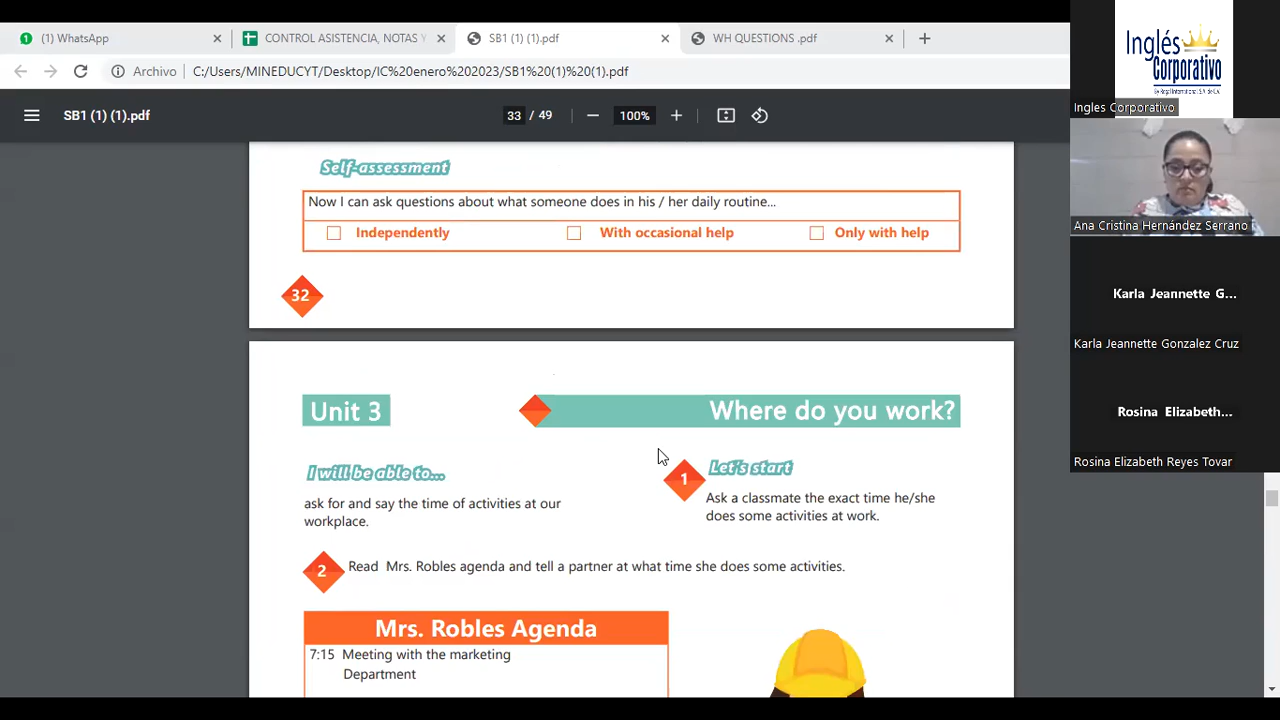 (1) WhatsApp
CONTROL ASISTENCIA, NOTAS Y
SB1 (1) (1).pdf
WH QUESTIONS .pdf
Archivo
C:/Users/MINEDUCYT/Desktop/IC%20enero%202023/SB1%20(1)%20(1).pdf
SB1 (1) (1).pdf
33 / 49
100%
Self-assessment
Now I can ask questions about what someone does in his / her daily routine...
Independently
With occasional help
Only with help
32
Unit 3
Where do you work?
I will be able to...
ask for and say the time of activities at our
workplace.
1
Let's start
Ask a classmate the exact time he/she
does some activities at work.
2
Read Mrs. Robles agenda and tell a partner at what time she does some activities.
Mrs. Robles Agenda
7:15 Meeting with the marketing
Department
Inglés
Corporativo
by Regal International, S.A. de C.V.
Ingles Corporativo
Ana Cristina Hernández Serrano
Karla Jeannette G...
Karla Jeannette Gonzalez Cruz
Rosina Elizabeth...
Rosina Elizabeth Reyes Tovar